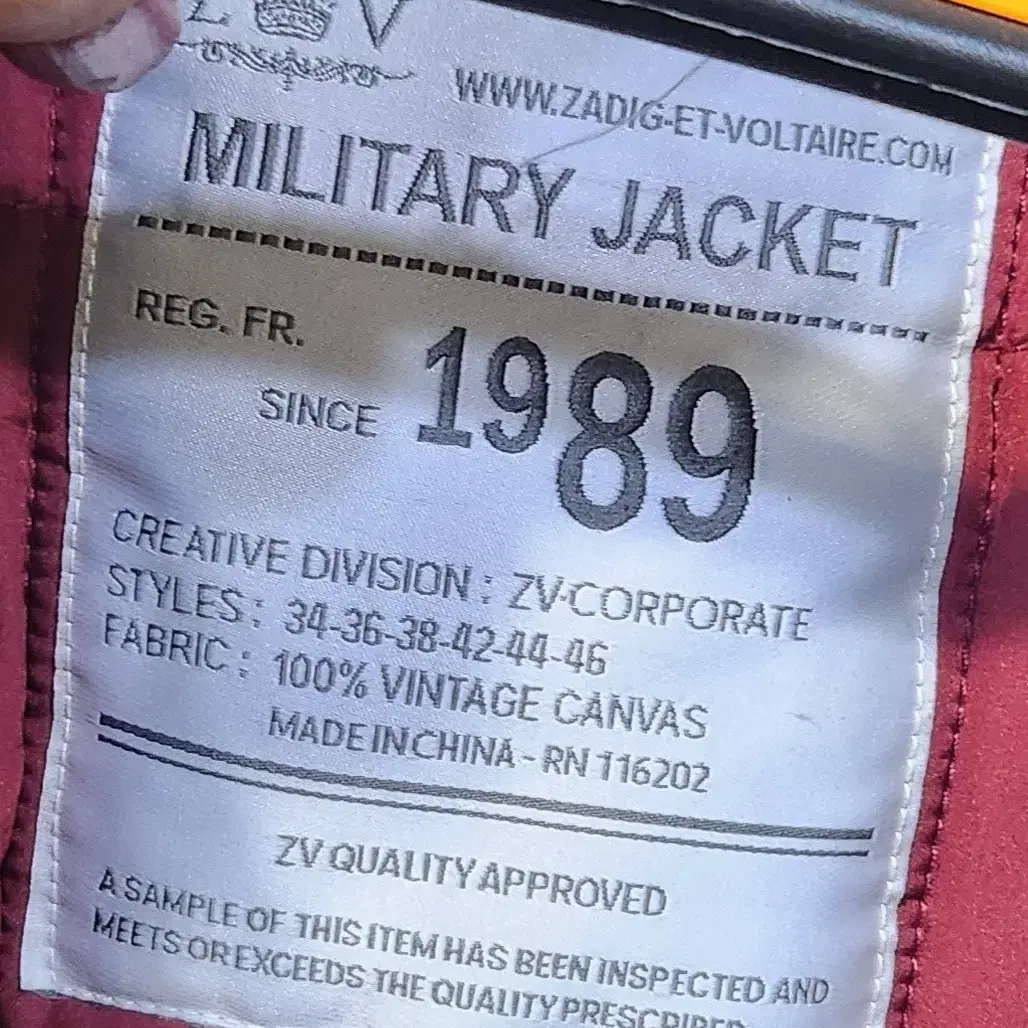 Z V
WWW.ZADIG-ET-VOLTAIRE.COM
MILITARY JACKET
REG. FR.
SINCE 1989
CREATIVE DIVISION : ZV-CORPORATE
STYLES : 34-36-38-42-44-46
FABRIC : 100% VINTAGE CANVAS
MADE IN CHINA - RN 116202
ZV QUALITY APPROVED
A SAMPLE OF THIS ITEM HAS BEEN INSPECTED AND
MEETS OR EXCEEDS THE QUALITY PRESCRIBED